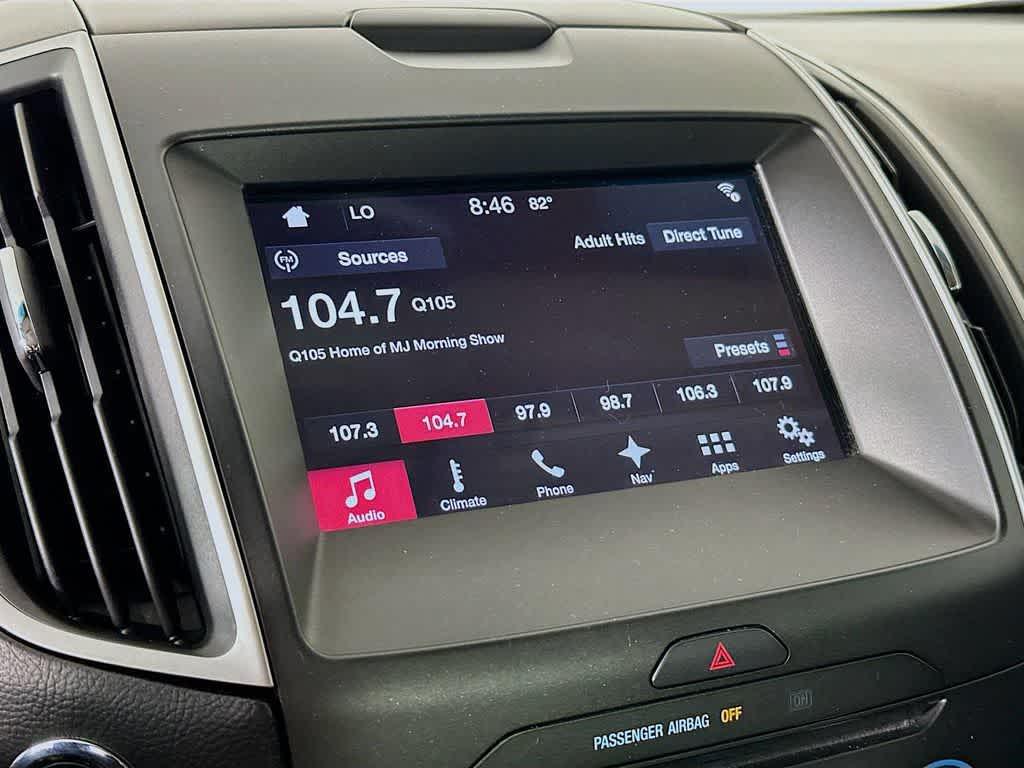 LO 8:46 82°
FM Sources
Adult Hits Direct Tune
104.7 Q105
Q105 Home of MJ Morning Show
Presets
107.3 104.7 97.9 98.7 106.3 107.9
Audio Climate Phone Nav Apps Settings
PASSENGER AIRBAG OFF ON